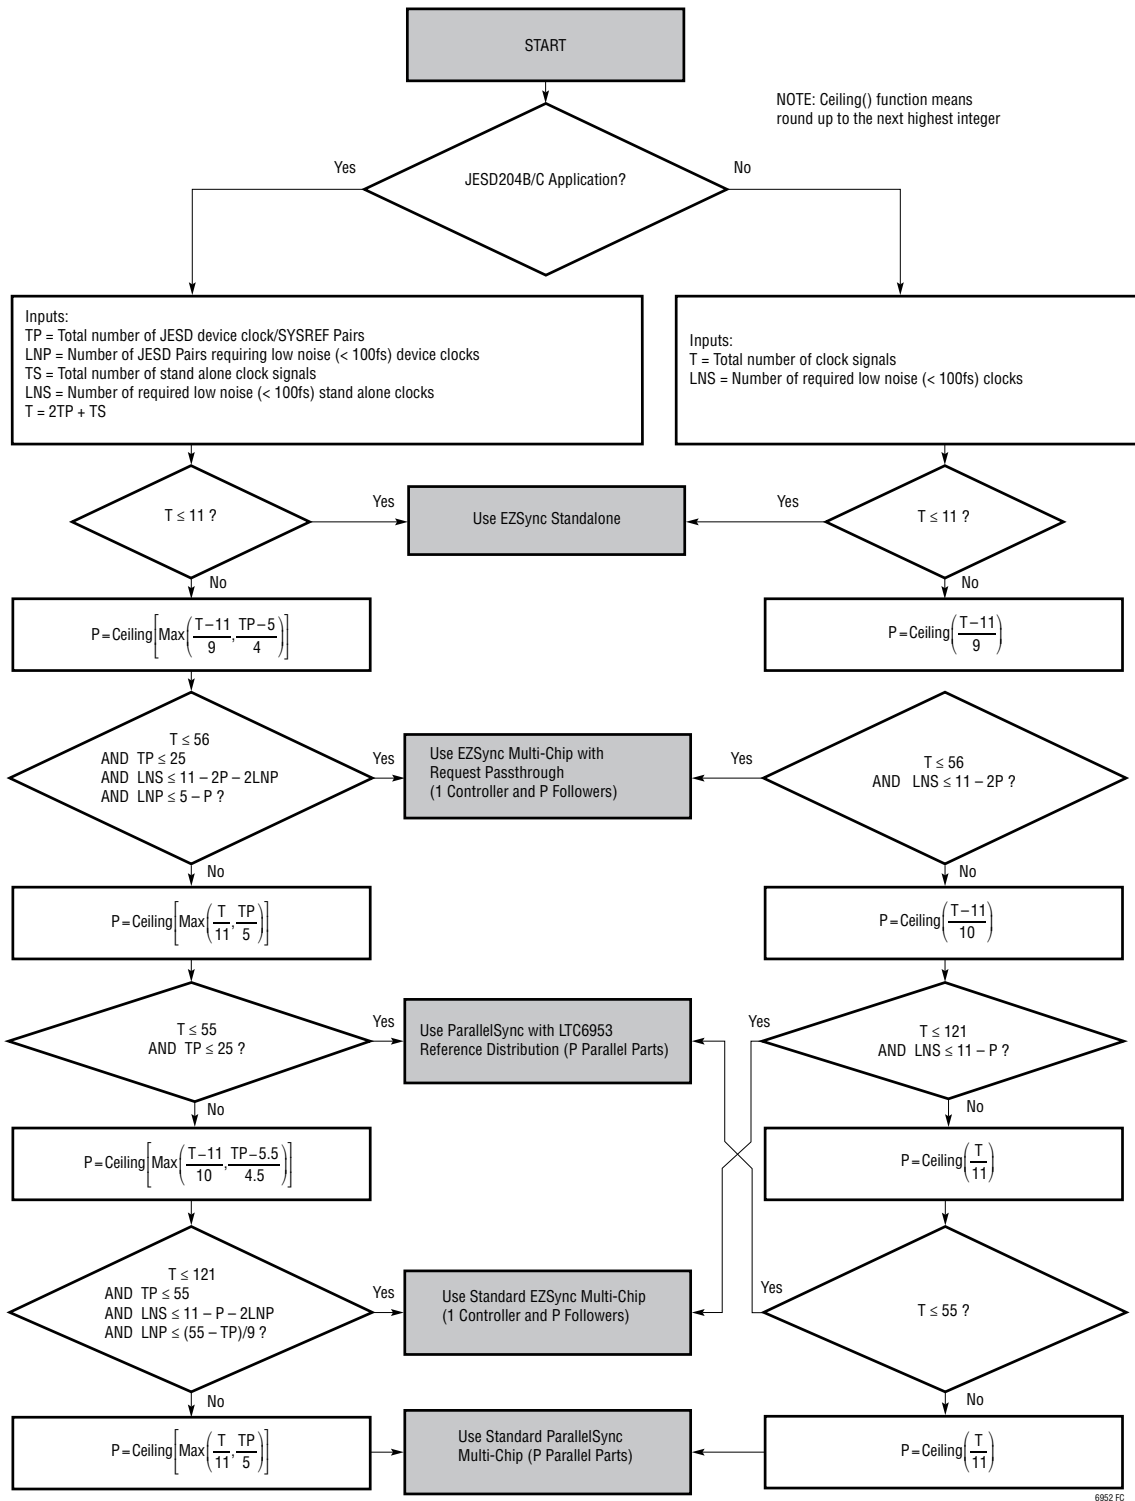 START
NOTE: Ceiling() function means
round up to the next highest integer
JESD204B/C Application?
Yes
No
Inputs:
TP = Total number of JESD device clock/SYSREF Pairs
LNP = Number of JESD Pairs requiring low noise (< 100fs) device clocks
TS = Total number of stand alone clock signals
LNS = Number of required low noise (< 100fs) stand alone clocks
T = 2TP + TS
Inputs:
T = Total number of clock signals
LNS = Number of required low noise (< 100fs) clocks
T ≤ 11 ?
Yes
Use EZSync Standalone
Yes
T ≤ 11 ?
No
No
P=Ceiling[Max(T–11/9, TP–5/4)]
P=Ceiling(T–11/9)
T ≤ 56
AND TP ≤ 25
AND LNS ≤ 11 – 2P – 2LNP
AND LNP ≤ 5 – P ?
Yes
Use EZSync Multi-Chip with
Request Passthrough
(1 Controller and P Followers)
Yes
T ≤ 56
AND LNS ≤ 11 – 2P ?
No
No
P=Ceiling[Max(T/11, TP/5)]
P=Ceiling(T–11/10)
T ≤ 55
AND TP ≤ 25 ?
Yes
Use ParallelSync with LTC6953
Reference Distribution (P Parallel Parts)
Yes
T ≤ 121
AND LNS ≤ 11 – P ?
No
No
P=Ceiling[Max(T–11/10, TP–5.5/4.5)]
P=Ceiling(T/11)
T ≤ 121
AND TP ≤ 55
AND LNS ≤ 11 – P – 2LNP
AND LNP ≤ (55 – TP)/9 ?
Yes
Use Standard EZSync Multi-Chip
(1 Controller and P Followers)
Yes
T ≤ 55 ?
No
No
P=Ceiling[Max(T/11, TP/5)]
Use Standard ParallelSync
Multi-Chip (P Parallel Parts)
P=Ceiling(T/11)
6952 FC